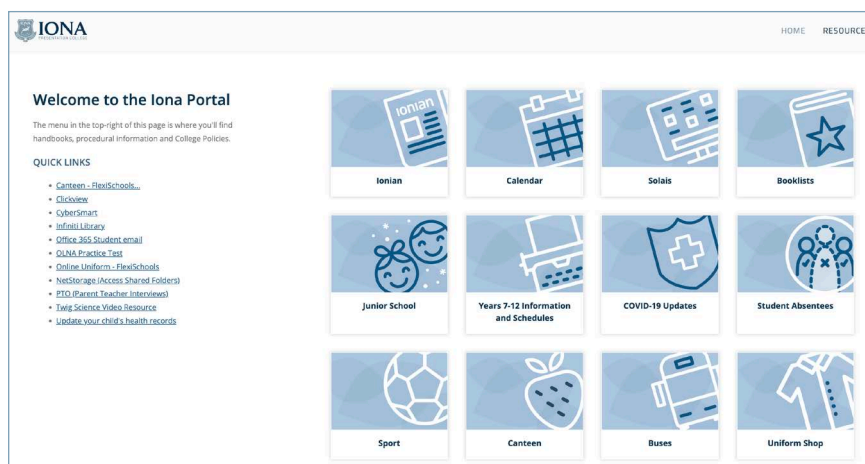 IONA
PRESENTATION COLLEGE
HOME RESOURCE
Welcome to the Iona Portal
The menu in the top-right of this page is where you'll find
handbooks, procedural information and College Policies.
QUICK LINKS
Canteen - FlexiSchools...
Clickview
CyberSmart
Infiniti Library
Office 365 Student email
OLNA Practice Test
Online Uniform - FlexiSchools
NetStorage (Access Shared Folders)
PTO (Parent Teacher Interviews)
Twig Science Video Resource
Update your child's health records
Ionian
Ionian
Calendar
Solais
Booklists
Junior School
Years 7-12 Information
and Schedules
COVID-19 Updates
Student Absentees
Sport
Canteen
Buses
Uniform Shop